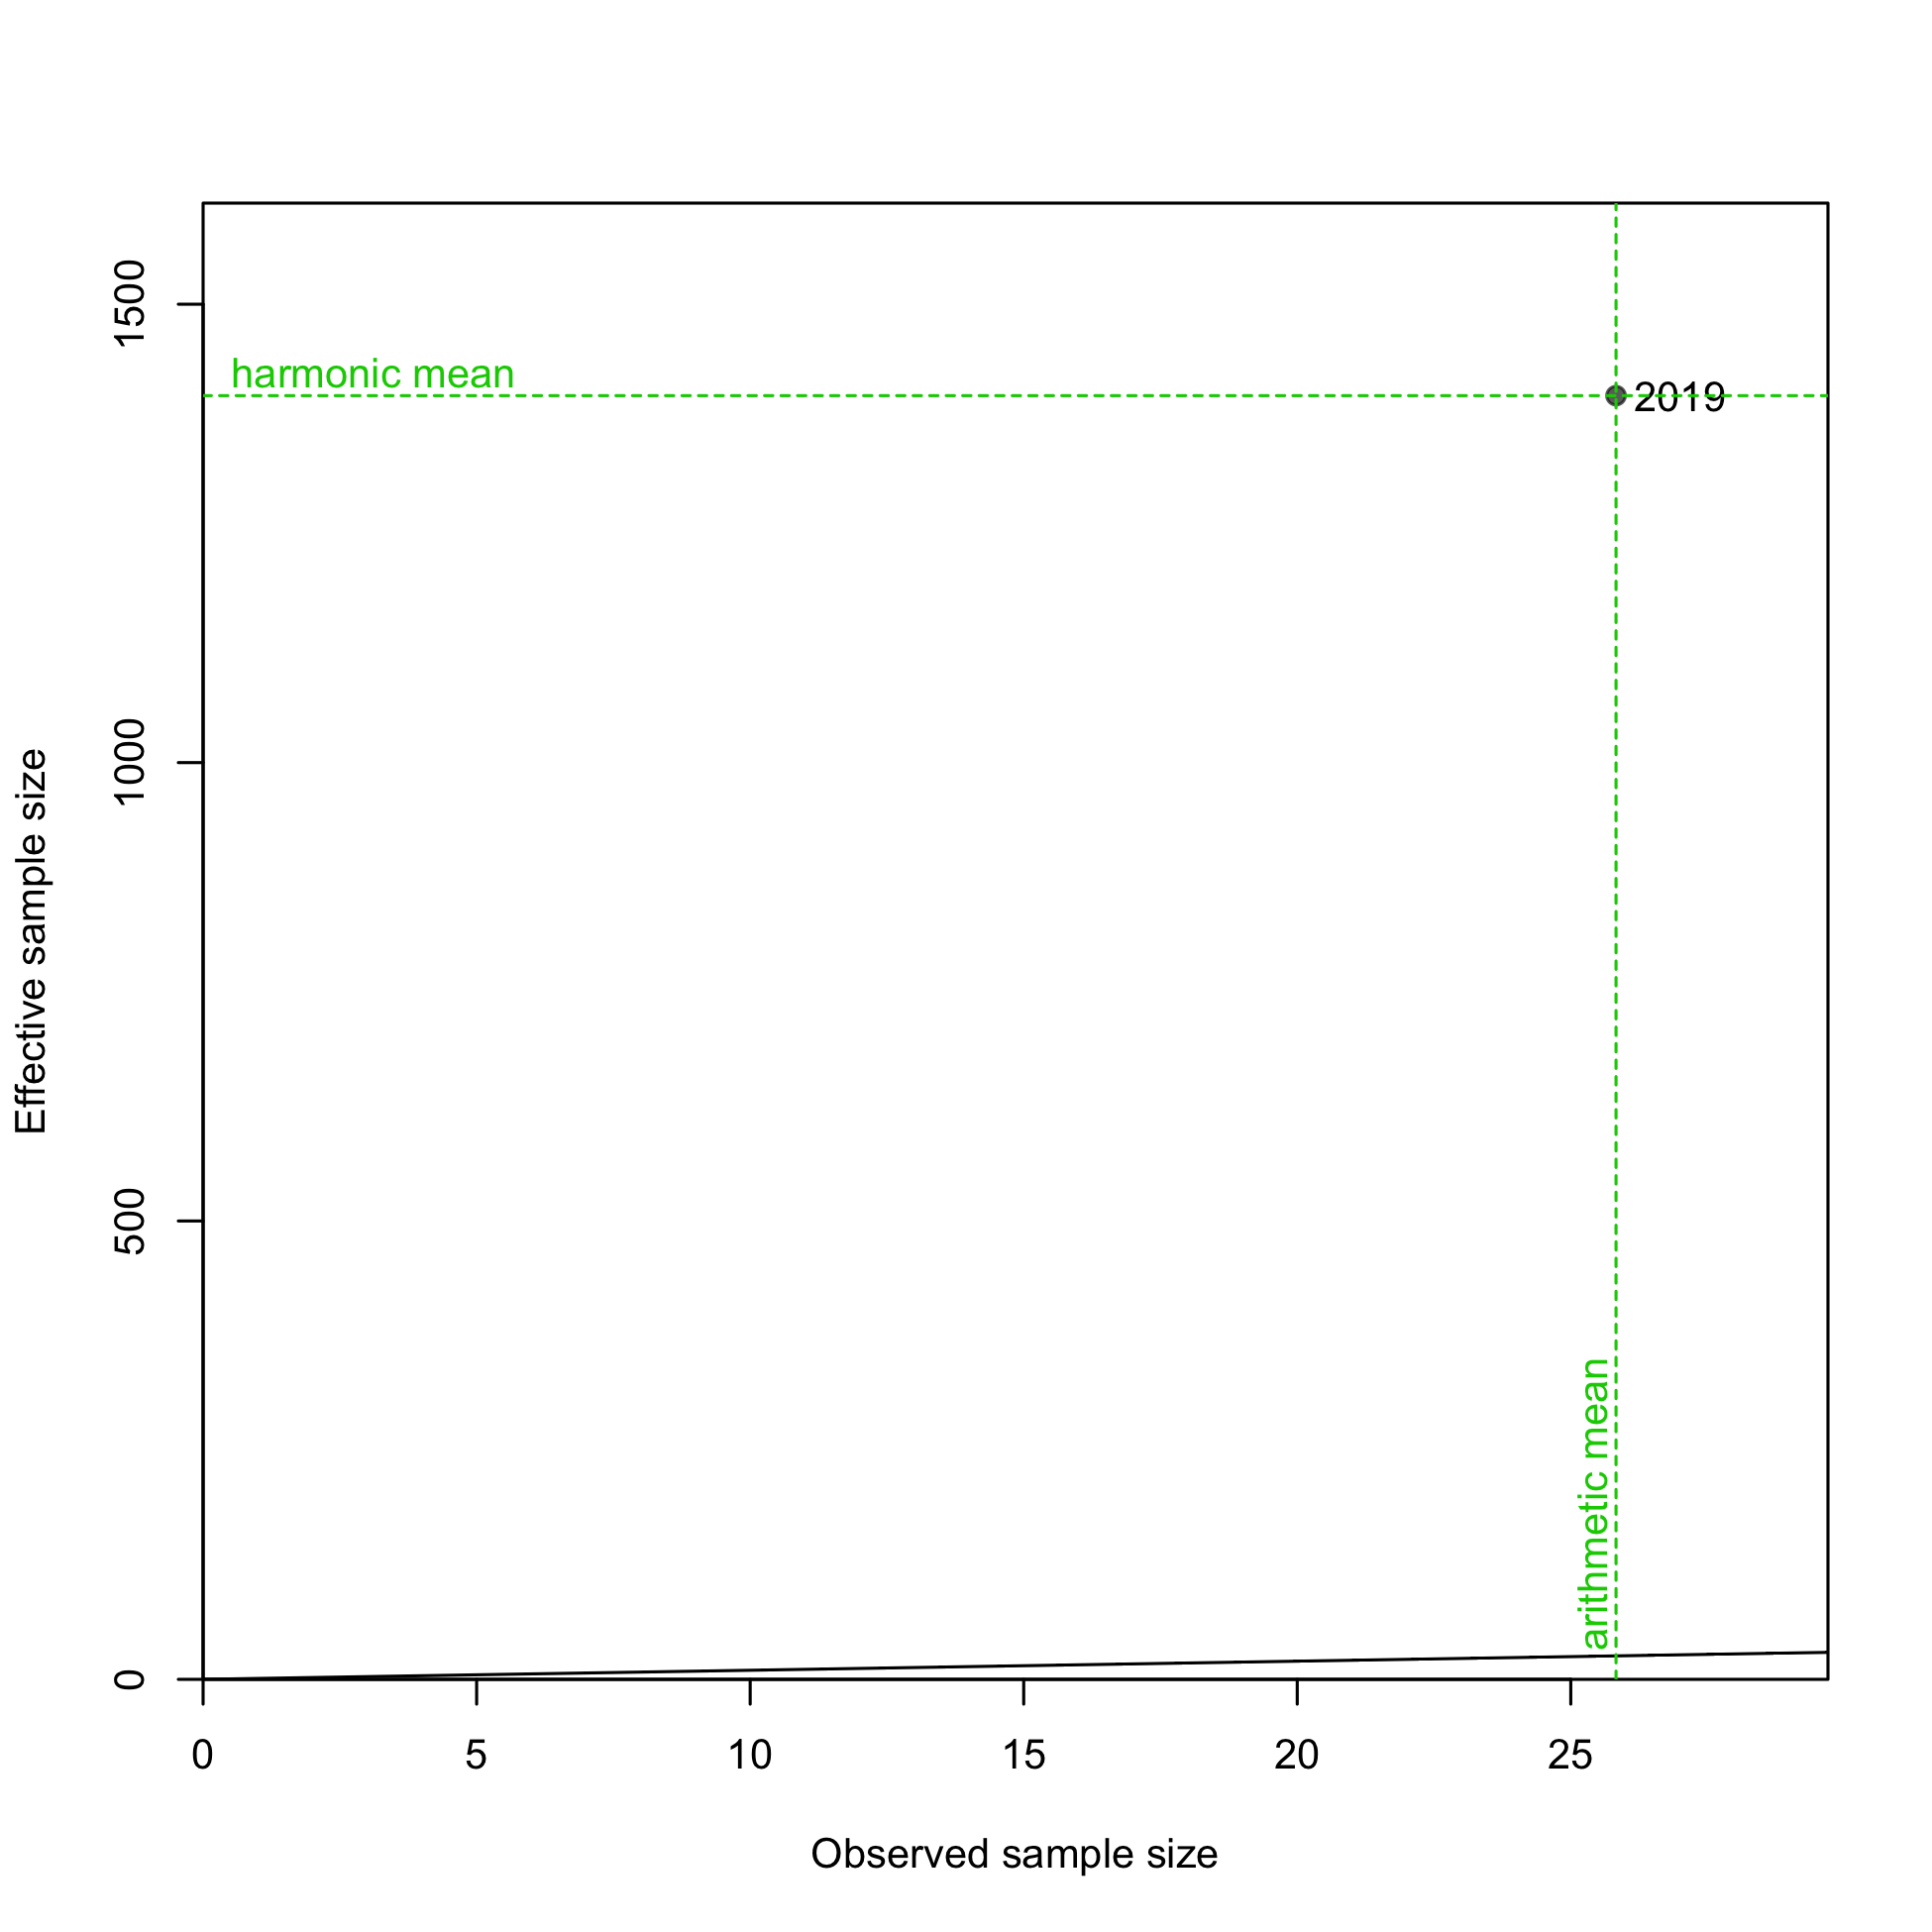 1500
harmonic mean
2019
1000
Effective sample size
500
arithmetic mean
0
0 5 10 15 20 25
Observed sample size